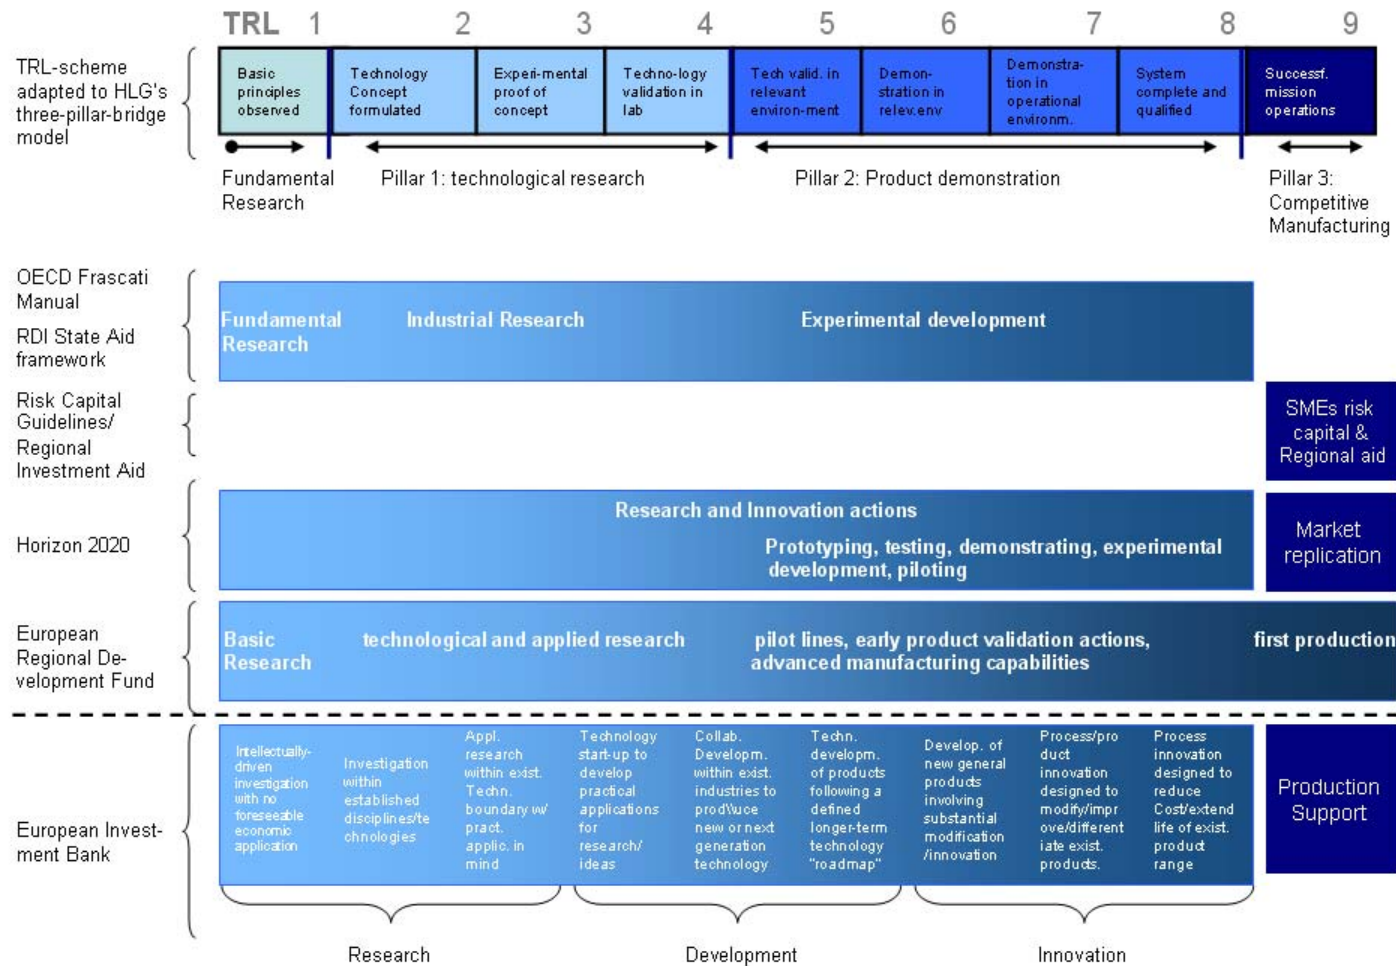 TRL 1 2 3 4 5 6 7 8 9
TRL-scheme
adapted to HLG's
three-pillar-bridge
model
Basic
principles
observed
Technology
Concept
formulated
Experi-mental
proof of
concept
Techno-logy
validation in
lab
Tech valid. in
relevant
environ-ment
Demon-
stration in
relev.env
Demonstra-
tion in
operational
environm.
System
complete and
qualified
Successf.
mission
operations
Fundamental
Research
Pillar 1: technological research
Pillar 2: Product demonstration
Pillar 3:
Competitive
Manufacturing
OECD Frascati
Manual
RDI State Aid
framework
Fundamental
Research
Industrial Research
Experimental development
Risk Capital
Guidelines/
Regional
Investment Aid
SMEs risk
capital &
Regional aid
Horizon 2020
Research and Innovation actions
Prototyping, testing, demonstrating, experimental
development, piloting
Market
replication
European
Regional De-
velopment Fund
Basic
Research
technological and applied research
pilot lines, early product validation actions,
advanced manufacturing capabilities
first production
European Invest-
ment Bank
Intellectually-
driven
investigation
with no
foreseeable
economic
application
Investigation
within
established
disciplines/te
chnologies
Appl.
research
within exist.
Techn.
boundary w/
pract.
applic. in
mind
Technology
start-up to
develop
practical
applications
for
research/
ideas
Collab.
Developm.
within exist.
industries to
prod\\uce
new or next
generation
technology
Techn.
developm.
of products
following a
defined
longer-term
technology
"roadmap"
Develop. of
new general
products
involving
substantial
modification
/innovation
Process/pro
duct
innovation
designed to
modify/impr
ove/different
iate exist.
products.
Process
innovation
designed to
reduce
Cost/extend
life of exist.
product
range
Production
Support
Research
Development
Innovation